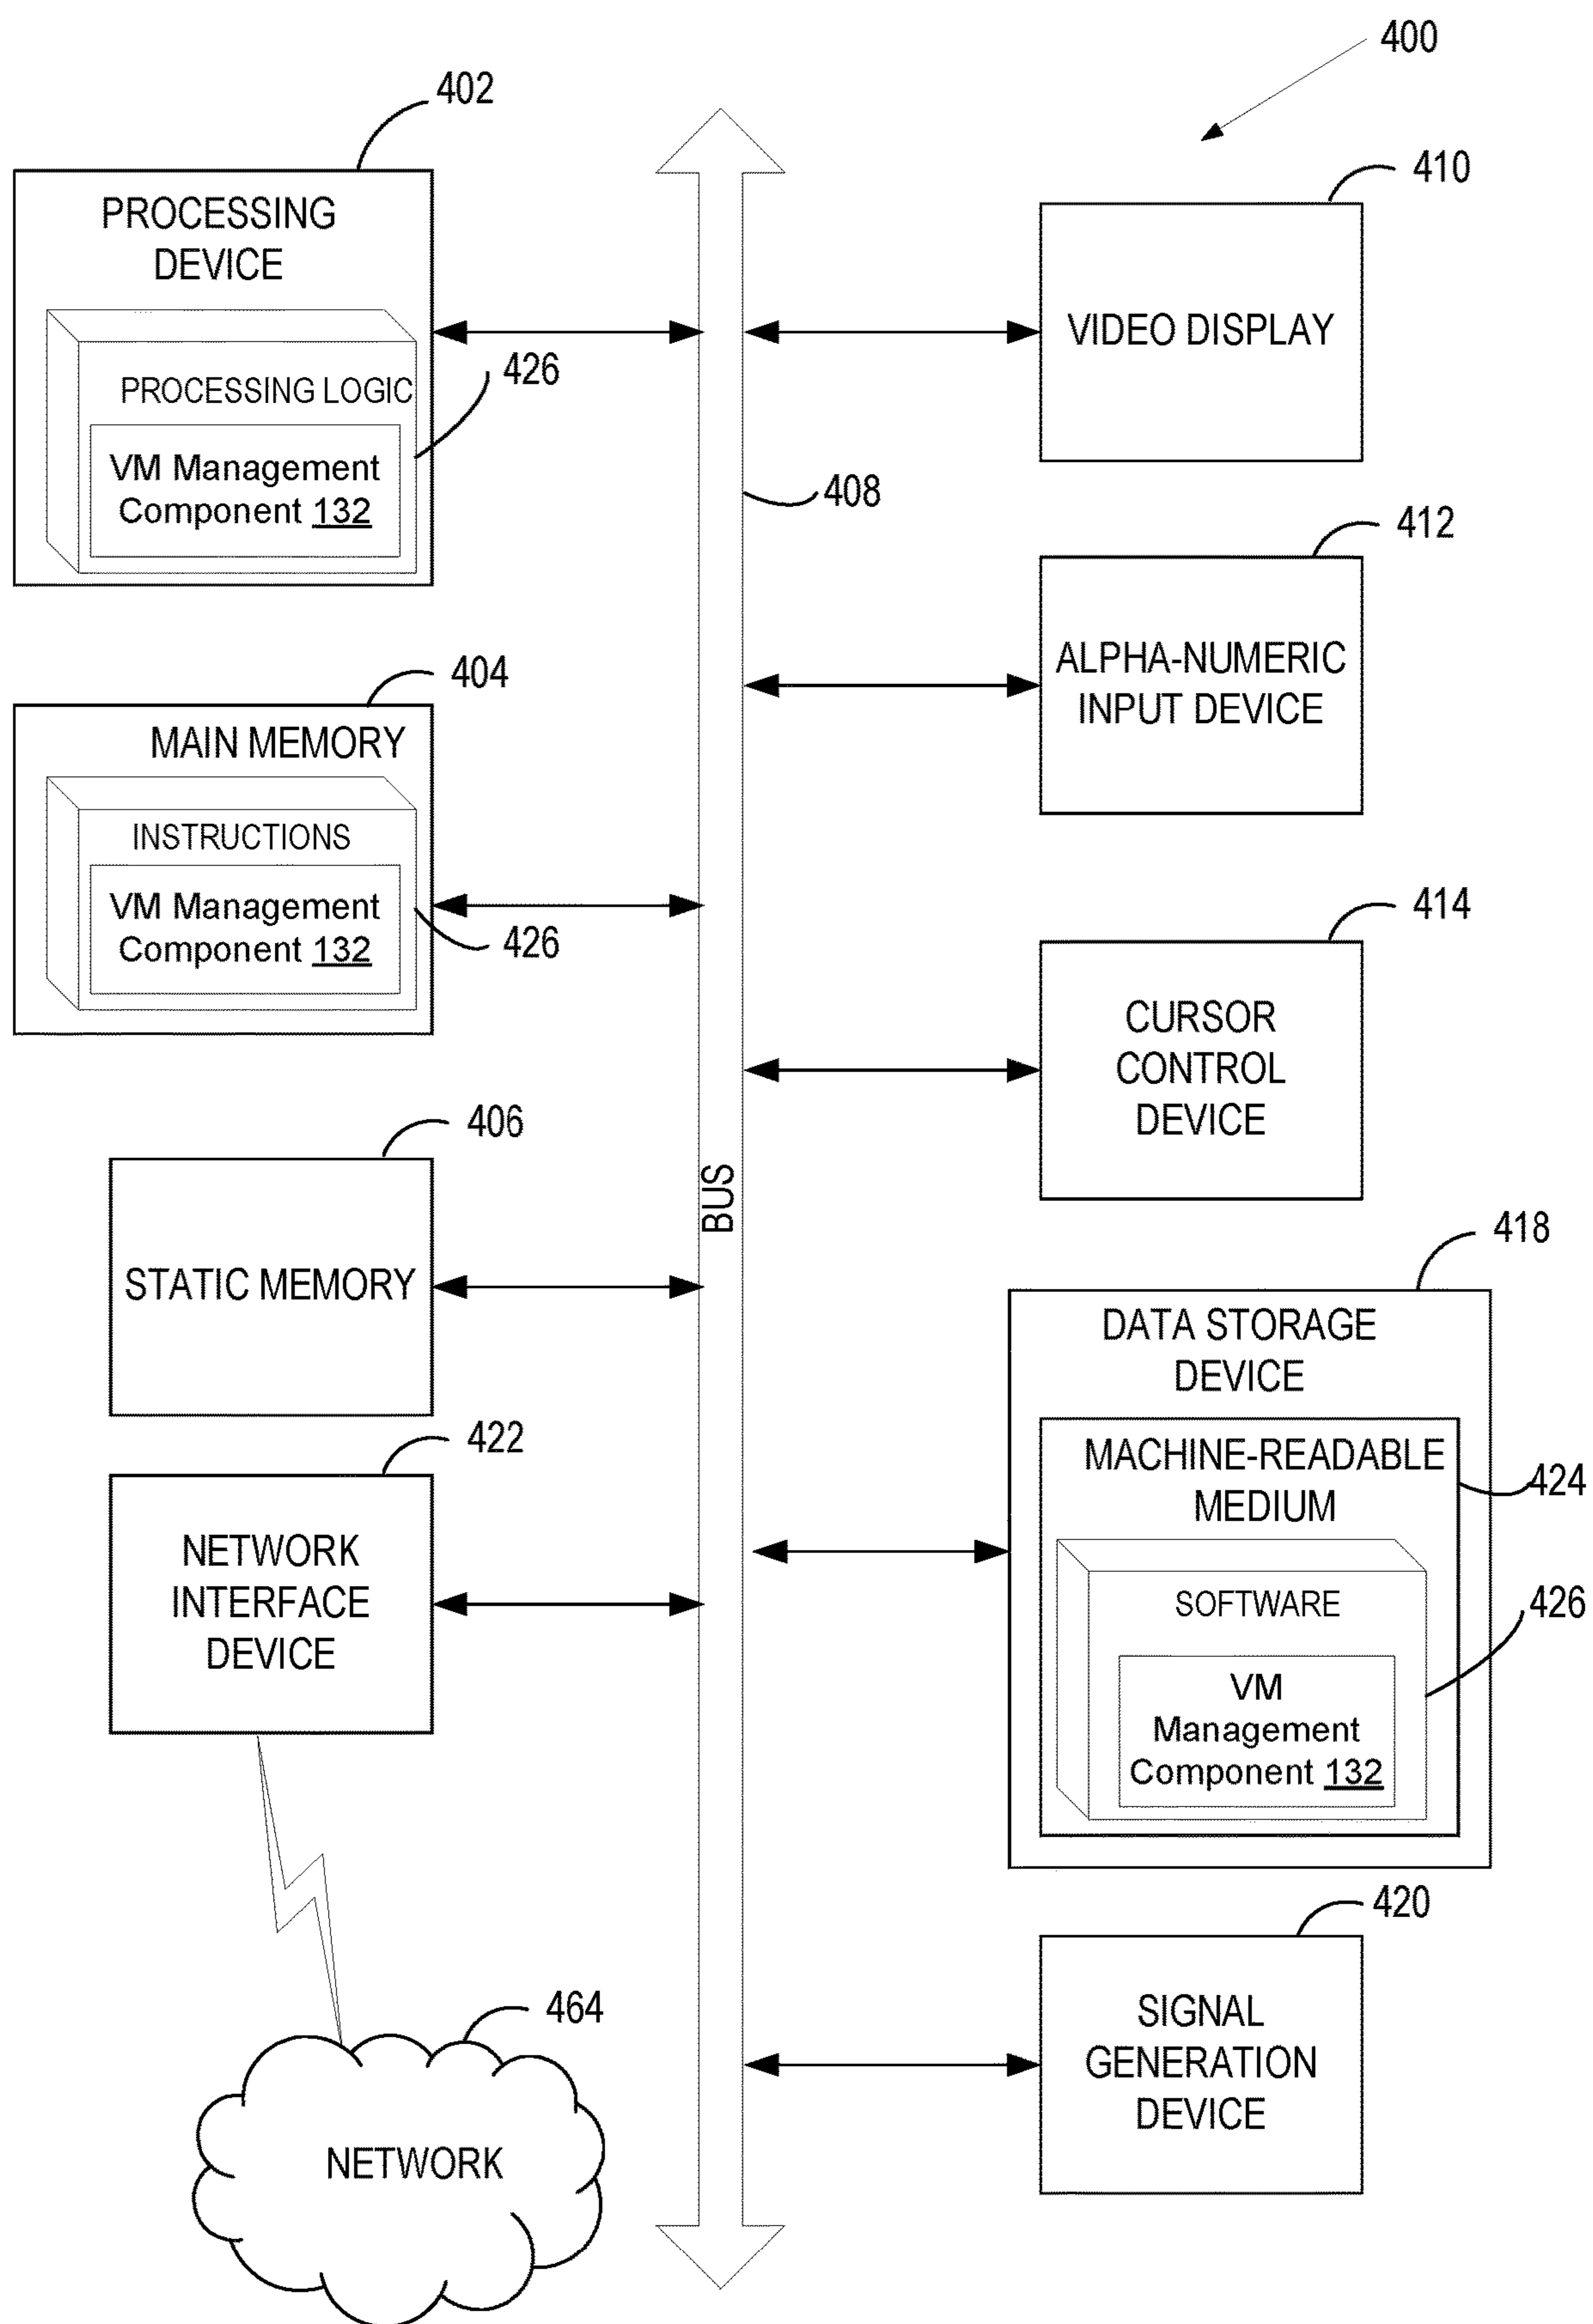 400
402
PROCESSING
DEVICE
PROCESSING LOGIC
426
VM Management
Component 132
404
MAIN MEMORY
INSTRUCTIONS
VM Management
Component 132
426
406
STATIC MEMORY
422
NETWORK
INTERFACE
DEVICE
464
NETWORK
408
BUS
410
VIDEO DISPLAY
412
ALPHA-NUMERIC
INPUT DEVICE
414
CURSOR
CONTROL
DEVICE
418
DATA STORAGE
DEVICE
MACHINE-READABLE
MEDIUM
424
SOFTWARE
426
VM
Management
Component 132
420
SIGNAL
GENERATION
DEVICE